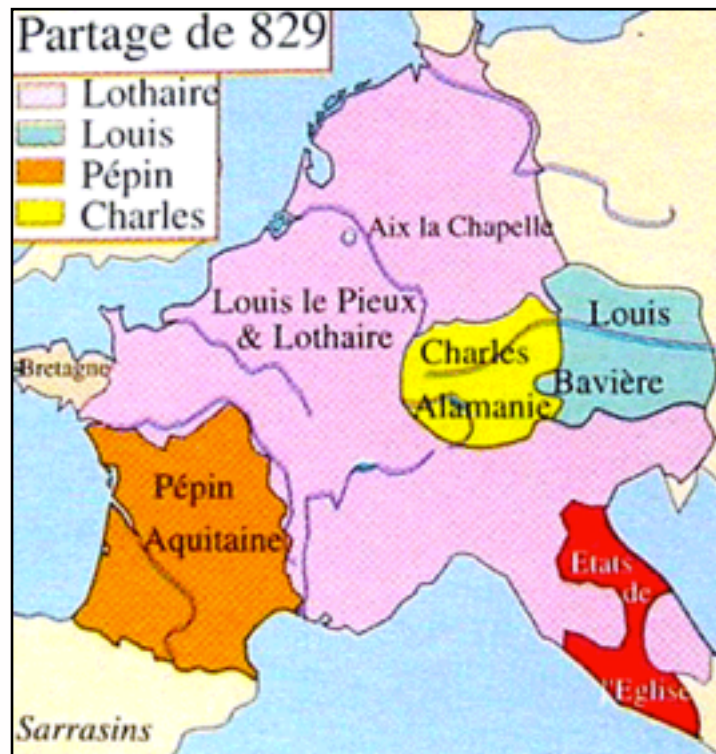 Partage de 829
Lothaire
Louis
Pépin
Charles
Aix la Chapelle
Louis le Pieux
& Lothaire
Louis
Bretagne
Charles
Bavière
Alamanie
Pépin
Aquitaine
Etats
de
l'Eglise
Sarrasins